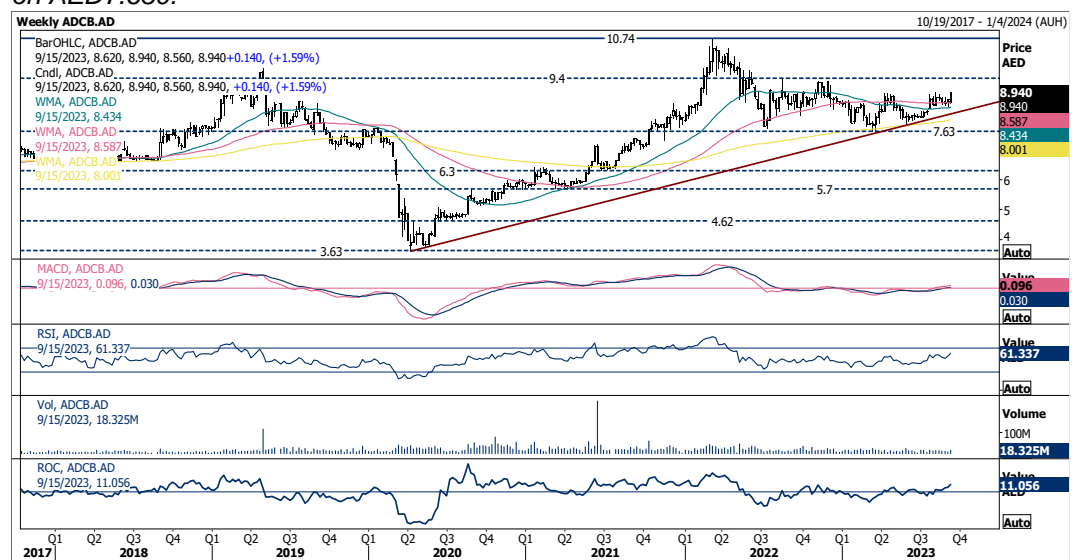 on AED7.630.
Weekly ADCB.AD 10/19/2017 - 1/4/2024 (AUH)
BarOHLC, ADCB.AD
9/15/2023, 8.620, 8.940, 8.560, 8.940+0.140, (+1.59%)
Cndl, ADCB.AD
9/15/2023, 8.620, 8.940, 8.560, 8.940, +0.140, (+1.59%)
WMA, ADCB.AD
9/15/2023, 8.434
WMA, ADCB.AD
9/15/2023, 8.587
WMA, ADCB.AD
9/15/2023, 8.001
10.74
9.4
7.63
6.3
5.7
4.62
3.63
Price
AED
8.940
8.940
8.587
8.434
8.001
6
5
4
Auto
MACD, ADCB.AD
9/15/2023, 0.096, 0.030
Value
0.096
0.030
Auto
RSI, ADCB.AD
9/15/2023, 61.337
Value
61.337
Auto
Vol, ADCB.AD
9/15/2023, 18.325M
Volume
100M
18.325M
ROC, ADCB.AD
9/15/2023, 11.056
Value
11.056
AED
Auto
Q1 Q2 Q3 Q4 Q1 Q2 Q3 Q4 Q1 Q2 Q3 Q4 Q1 Q2 Q3 Q4 Q1 Q2 Q3 Q4 Q1 Q2 Q3 Q4
2017 2018 2019 2020 2021 2022 2023